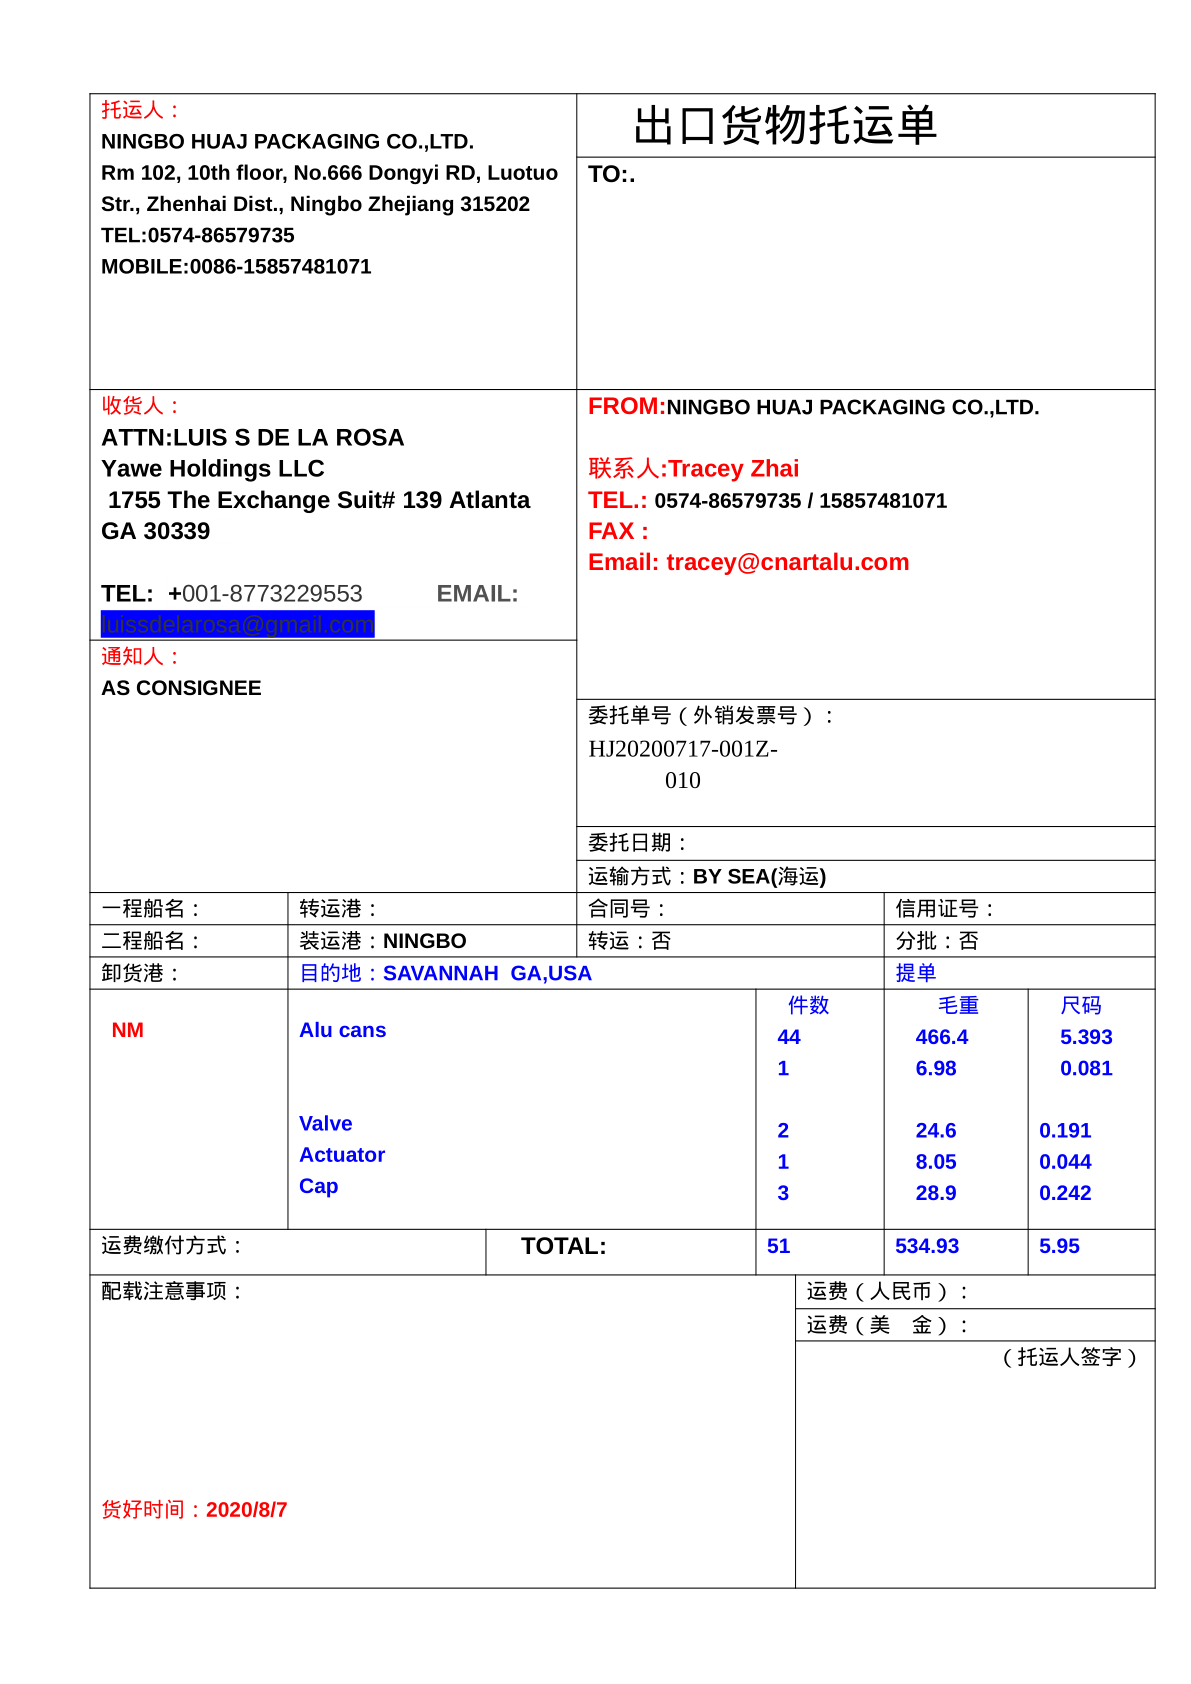 托运人：
NINGBO HUAJ PACKAGING CO.,LTD.
Rm 102, 10th floor, No.666 Dongyi RD, Luotuo
Str., Zhenhai Dist., Ningbo Zhejiang 315202
TEL:0574-86579735
MOBILE:0086-15857481071
出口货物托运单
TO:.
收货人：
ATTN:LUIS S DE LA ROSA
Yawe Holdings LLC
1755 The Exchange Suit# 139 Atlanta
GA 30339
TEL: +001-8773229553 EMAIL:
luissdelarosa@gmail.com
FROM:NINGBO HUAJ PACKAGING CO.,LTD.
联系人:Tracey Zhai
TEL.: 0574-86579735 / 15857481071
FAX :
Email: tracey@cnartalu.com
通知人：
AS CONSIGNEE
委托单号（外销发票号）：
HJ20200717-001Z-
010
委托日期：
运输方式：BY SEA(海运)
一程船名： 转运港： 合同号： 信用证号：
二程船名： 装运港：NINGBO 转运：否 分批：否
卸货港： 目的地：SAVANNAH GA,USA 提单
件数 毛重 尺码
NM Alu cans 44 466.4 5.393
1 6.98 0.081
Valve 2 24.6 0.191
Actuator 1 8.05 0.044
Cap 3 28.9 0.242
运费缴付方式： TOTAL: 51 534.93 5.95
配载注意事项： 运费（人民币）：
运费（美 金）：
（托运人签字）
货好时间：2020/8/7